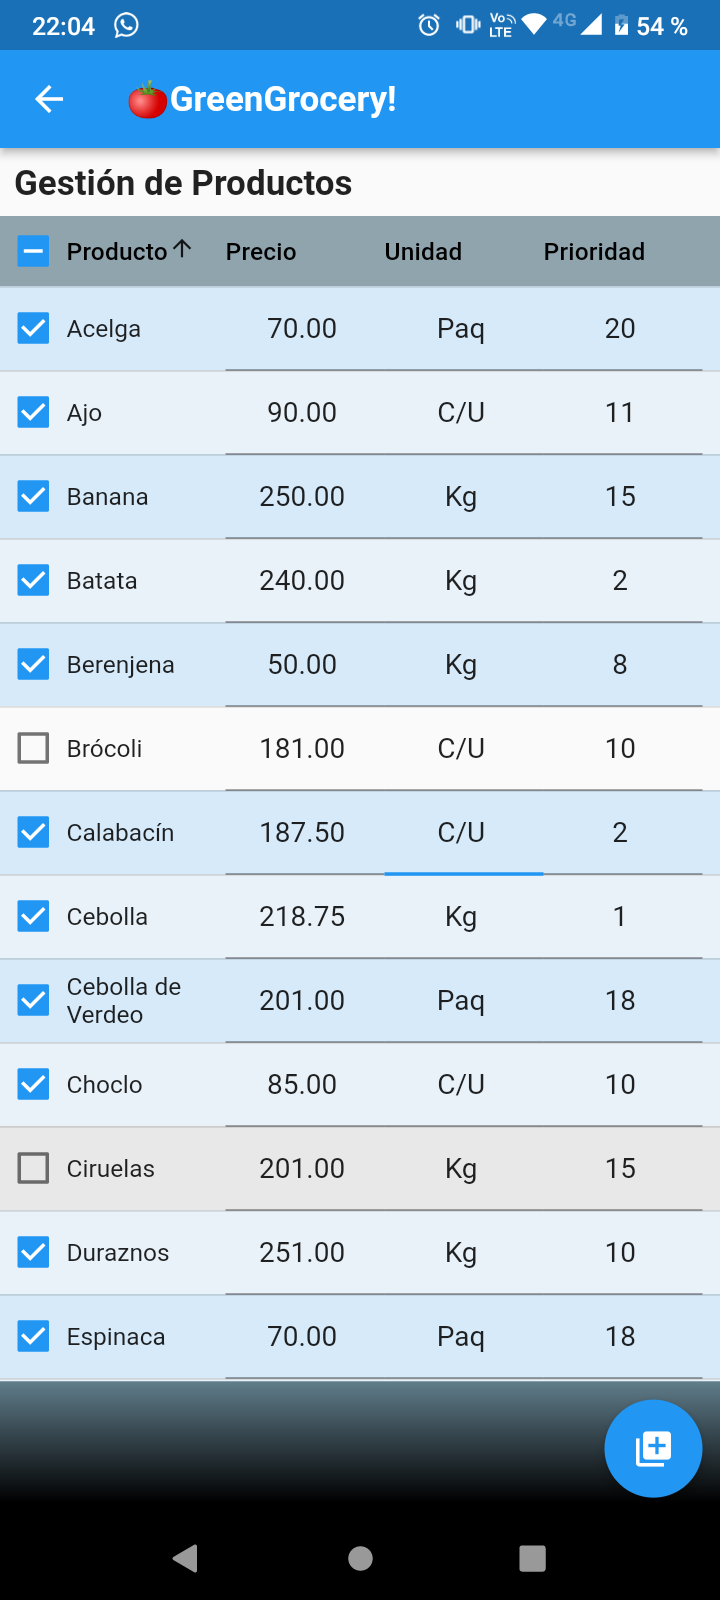 22:04 Vo LTE 4G 54 %
GreenGrocery!
Gestión de Productos
Producto Precio Unidad Prioridad
Acelga 70.00 Paq 20
Ajo 90.00 C/U 11
Banana 250.00 Kg 15
Batata 240.00 Kg 2
Berenjena 50.00 Kg 8
Brócoli 181.00 C/U 10
Calabacín 187.50 C/U 2
Cebolla 218.75 Kg 1
Cebolla de
Verdeo 201.00 Paq 18
Choclo 85.00 C/U 10
Ciruelas 201.00 Kg 15
Duraznos 251.00 Kg 10
Espinaca 70.00 Paq 18